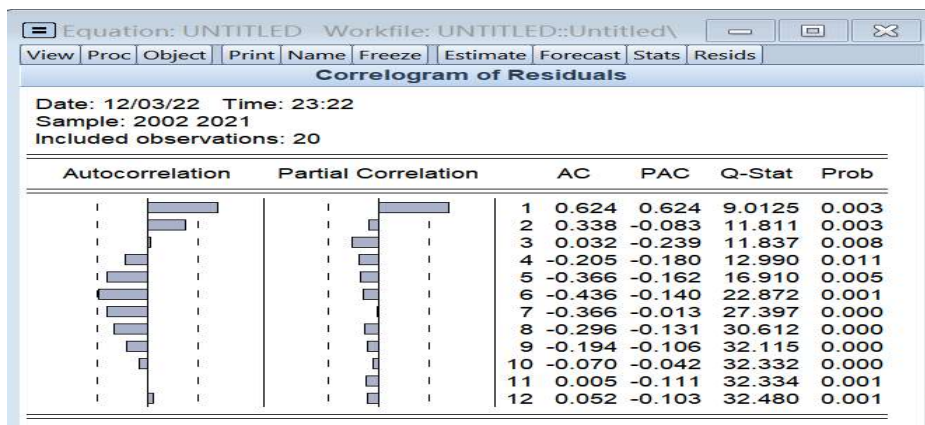 Equation: UNTITLED Workfile: UNTITLED::Untitled\
View Proc Object Print Name Freeze Estimate Forecast Stats Resids
Correlogram of Residuals
Date: 12/03/22 Time: 23:22
Sample: 2002 2021
Included observations: 20
Autocorrelation Partial Correlation AC PAC Q-Stat Prob
1 0.624 0.624 9.0125 0.003
2 0.338 -0.083 11.811 0.003
3 0.032 -0.239 11.837 0.008
4 -0.205 -0.180 12.990 0.011
5 -0.366 -0.162 16.910 0.005
6 -0.436 -0.140 22.872 0.001
7 -0.366 -0.013 27.397 0.000
8 -0.296 -0.131 30.612 0.000
9 -0.194 -0.106 32.115 0.000
10 -0.070 -0.042 32.332 0.000
11 0.005 -0.111 32.334 0.001
12 0.052 -0.103 32.480 0.001